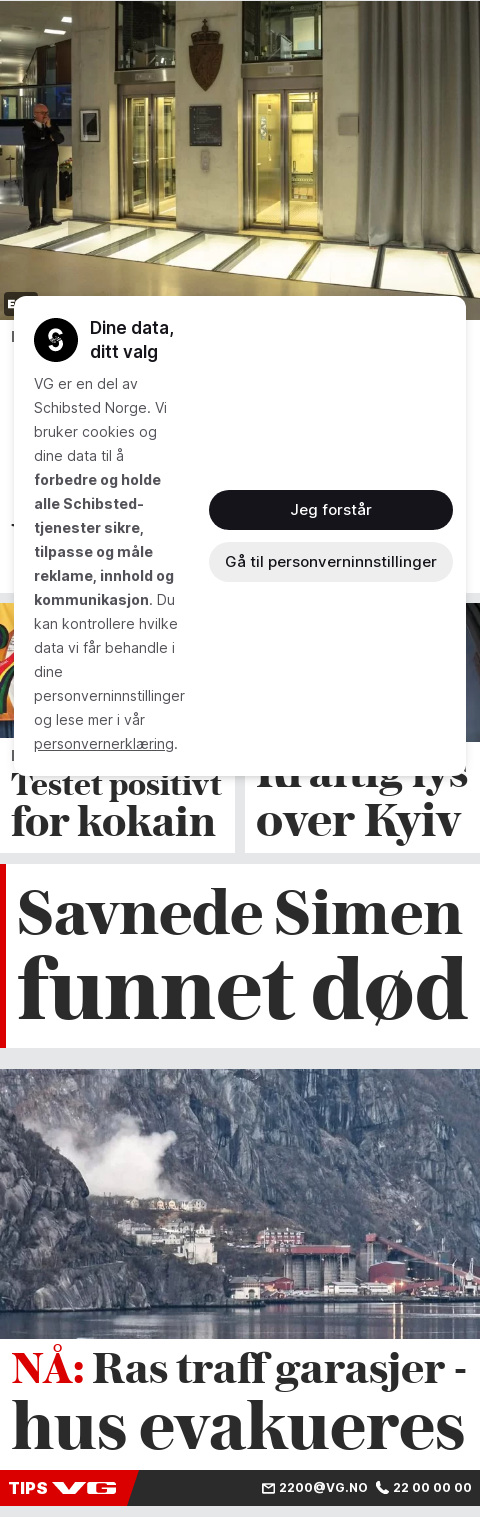 Dine data,
ditt valg
VG er en del av
Schibsted Norge. Vi
bruker cookies og
dine data til å
forbedre og holde
alle Schibsted-
tjenester sikre,
tilpasse og måle
reklame, innhold og
kommunikasjon. Du
kan kontrollere hvilke
data vi får behandle i
dine
personverninnstillinger
og lese mer i vår
personvernerklæring.
Jeg forstår
Gå til personverninnstillinger
Testet positivt
for kokain
Kraftig lys
over Kyiv
Savnede Simen
funnet død
NÅ: Ras traff garasjer -
hus evakueres
TIPS VG
2200@VG.NO 22 00 00 00